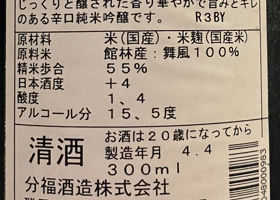 じっくりと醸された香り華やかで旨みとキレ
のある辛口純米吟醸です。 R3BY
原材料 米(国産)・米麹(国産米)
原料米 館林産:舞風100%
精米歩合 55%
日本酒度 +4
酸度 1、4
アルコール分 15、5度
お酒は20歳になってから
清酒 製造年月 4.4
300ml
分福酒造株式会社